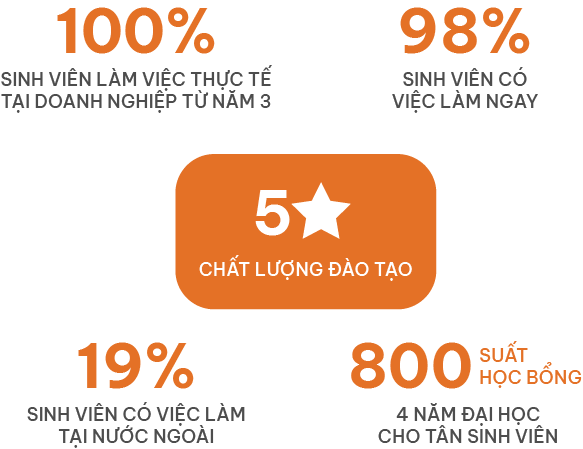 100%
SINH VIÊN LÀM VIỆC THỰC TẾ
TẠI DOANH NGHIỆP TỪ NĂM 3
98%
SINH VIÊN CÓ
VIỆC LÀM NGAY
5
CHẤT LƯỢNG ĐÀO TẠO
19%
SINH VIÊN CÓ VIỆC LÀM
TẠI NƯỚC NGOÀI
800 SUẤT
HỌC BỔNG
4 NĂM ĐẠI HỌC
CHO TÂN SINH VIÊN